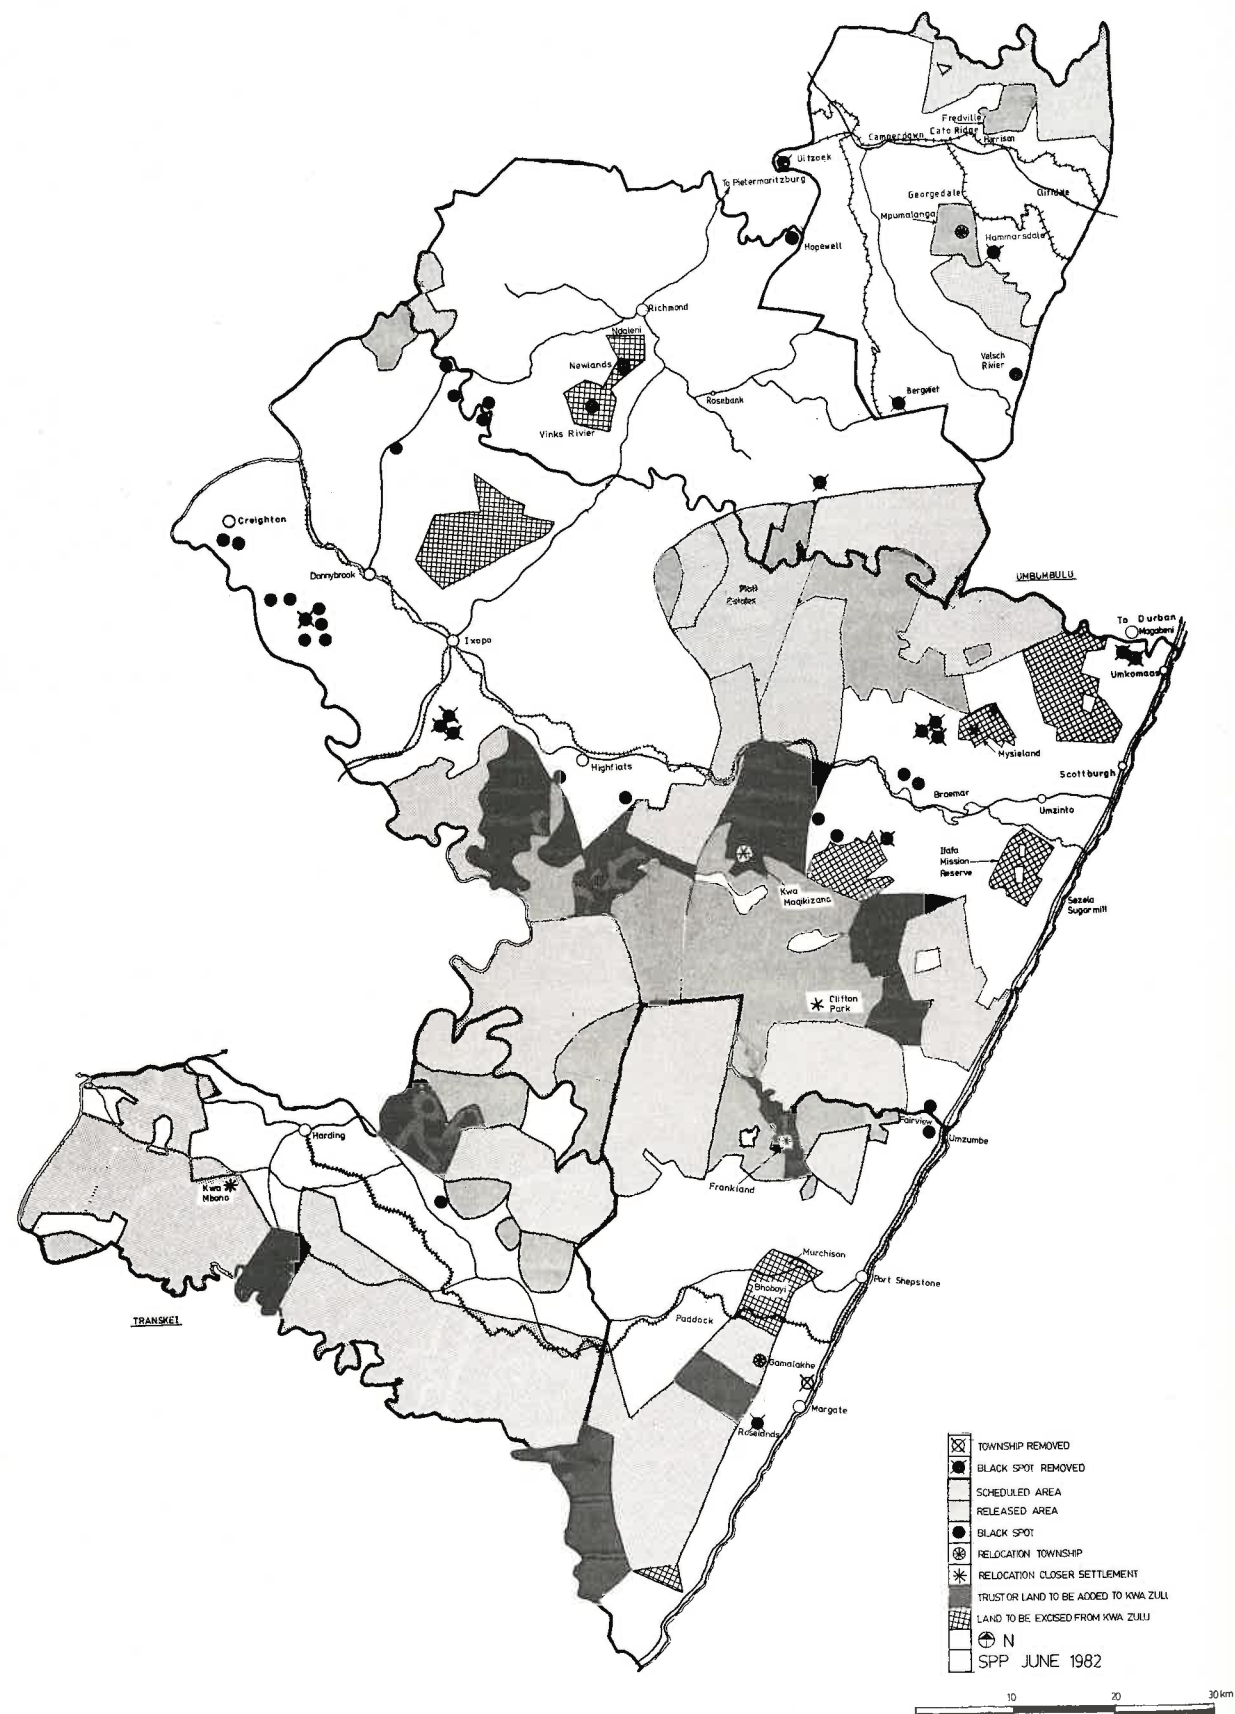 Fredville
Camperdown
Cato Ridge
Harrison
Uitzoek
To Pietermaritzburg
Cliffdale
Georgedale
Mpumalanga
Hammarsdale
Hopewell
Richmond
Ndaleni
Newlands
Valsch
Rivier
Bergvliet
Rosebank
Vinks Rivier
Creighton
Donnybrook
UMBUMBULU
To Durban
Magabeni
Ixopo
Umkomaas
Mysieland
Highflats
Scottburgh
Braemar
Umzinto
Ifafa
Mission
Reserve
Kwa
Maqikizana
Sezela
Sugarmill
Clifton
Park
Fairview
Umzumbe
Harding
Kwa
Mbono
Frankland
Murchison
Bhoboyi
Port Shepstone
Paddock
TRANSKEI
Gamalakhe
Margate
Roselands
TOWNSHIP REMOVED
BLACK SPOT REMOVED
SCHEDULED AREA
RELEASED AREA
BLACK SPOT
RELOCATION TOWNSHIP
RELOCATION CLOSER SETTLEMENT
TRUST OR LAND TO BE ADDED TO KWA ZULU
LAND TO BE EXCISED FROM KWA ZULU
N
SPP JUNE 1982
10 20 30 km